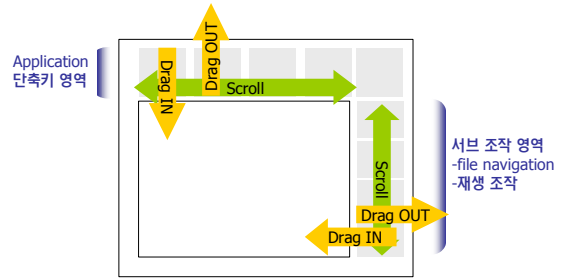 Application
단축키 영역
Drag IN
Drag OUT
Scroll
Scroll
Drag OUT
Drag IN
서브 조작 영역
-file navigation
-재생 조작